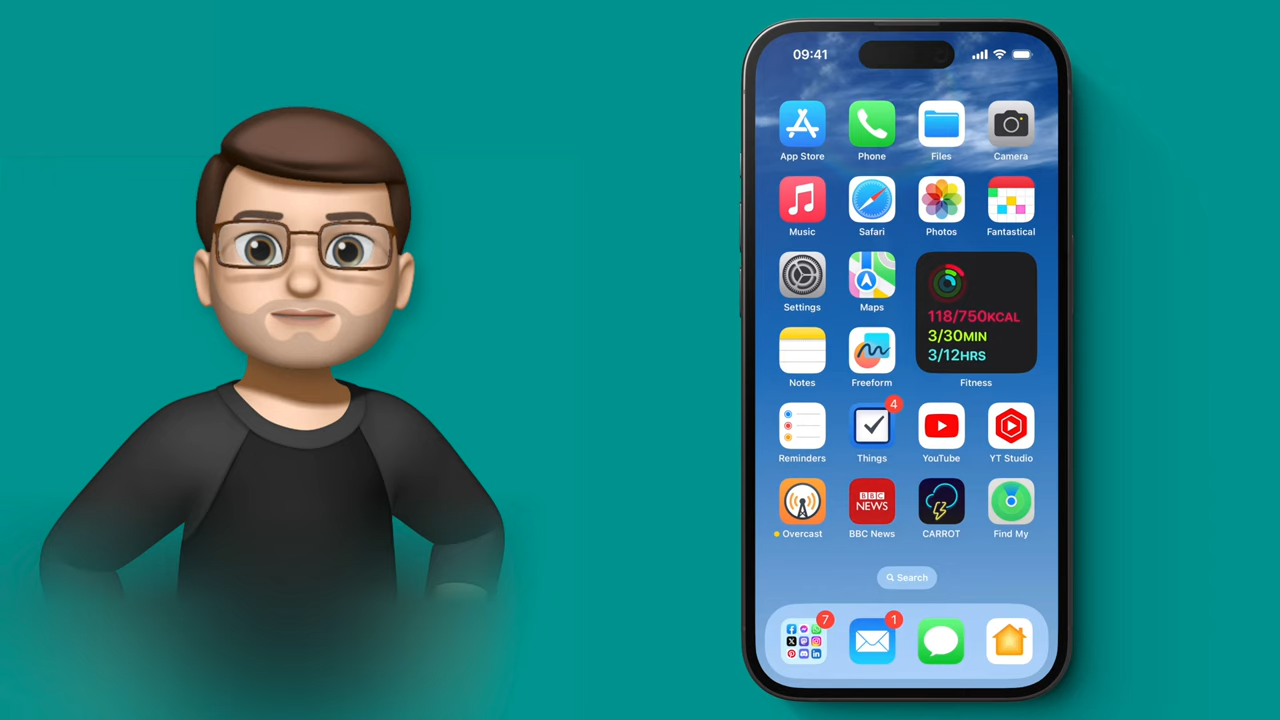 09:41
App Store
Phone
Files
Camera
Music
Safari
Photos
Fantastical
Settings
Maps
118/750KCAL
3/30MIN
3/12HRS
Notes
Freeform
Fitness
4
Reminders
Things
YouTube
YT Studio
BBC
NEWS
Overcast
BBC News
CARROT
Find My
Search
7
1